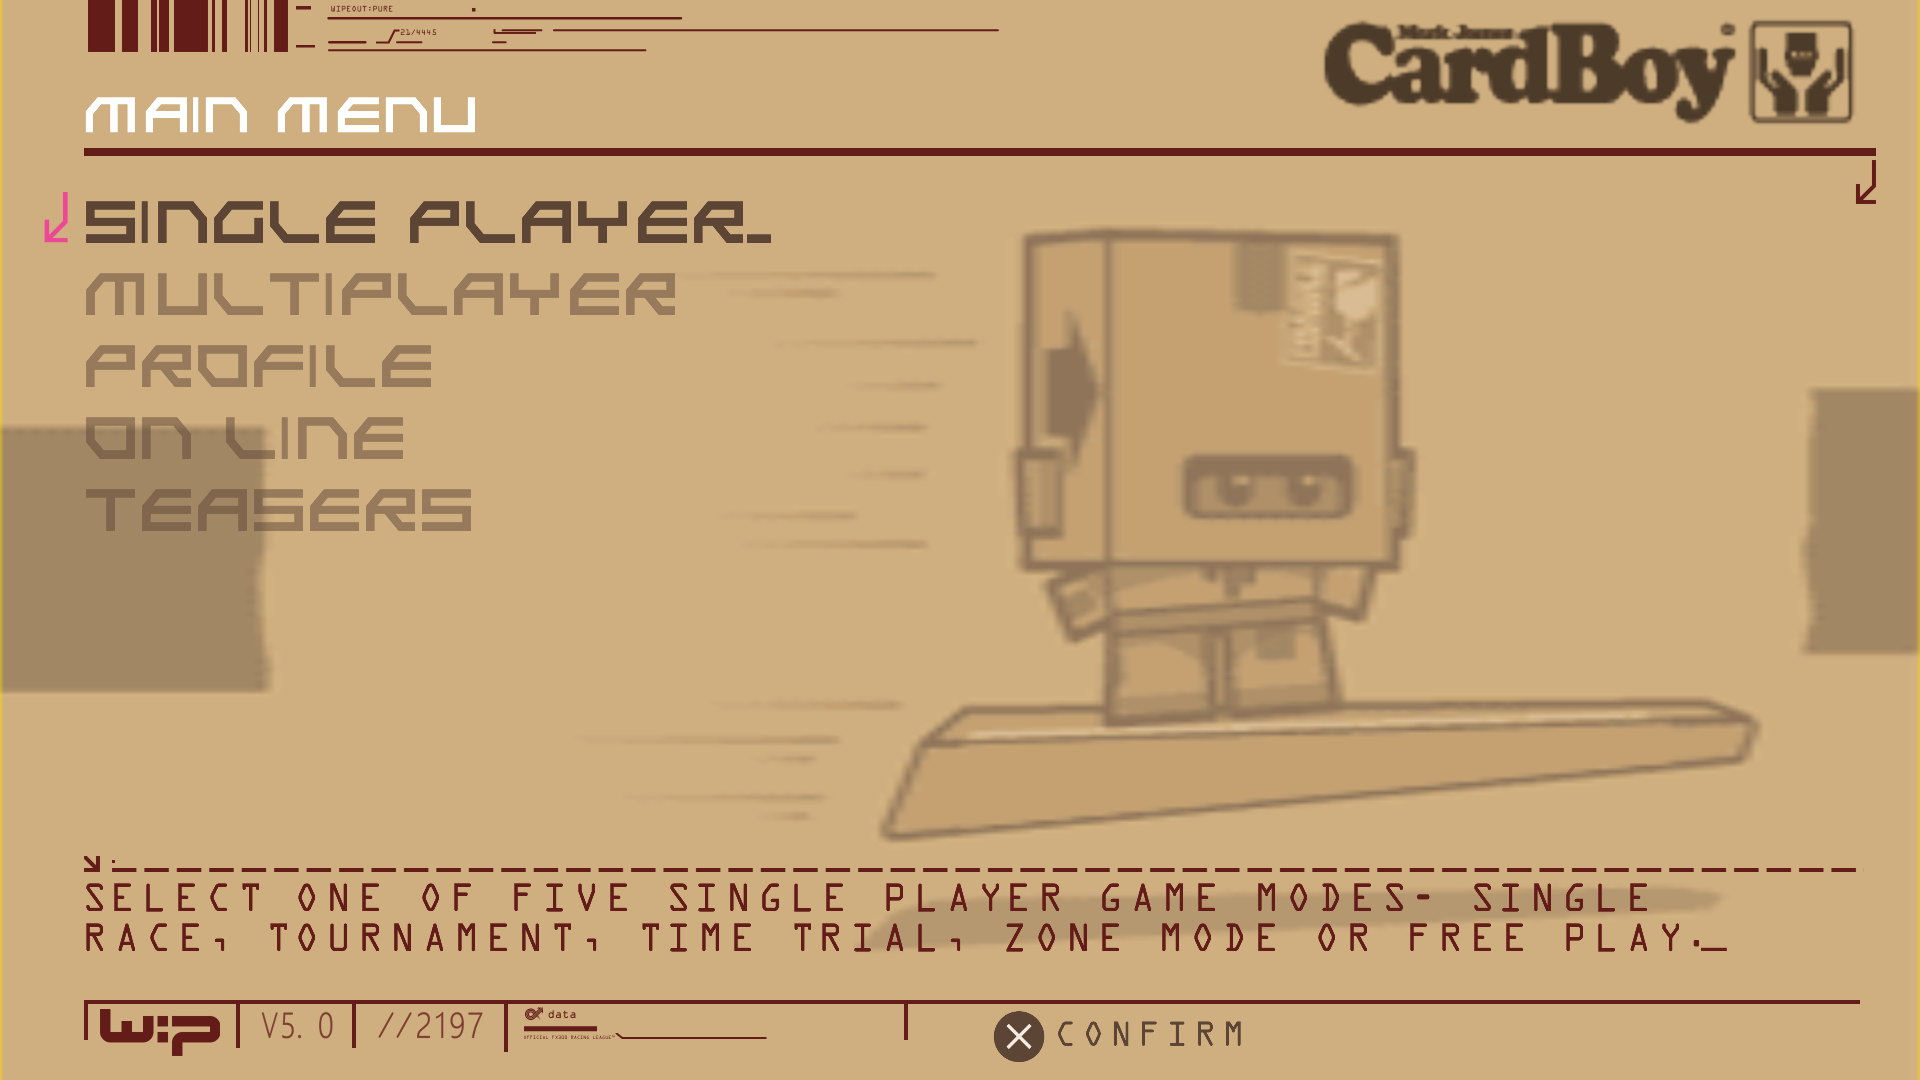 WIPEOUT:PURE
21/4445
Mark James
CardBoy
MAIN MENU
SINGLE PLAYER_
MULTIPLAYER
PROFILE
ON LINE
TEASERS
SELECT ONE OF FIVE SINGLE PLAYER GAME MODES- SINGLE
RACE, TOURNAMENT, TIME TRIAL, ZONE MODE OR FREE PLAY._
wip
V5. 0
//2197
data
OFFICIAL FX300 RACING LEAGUE
CONFIRM